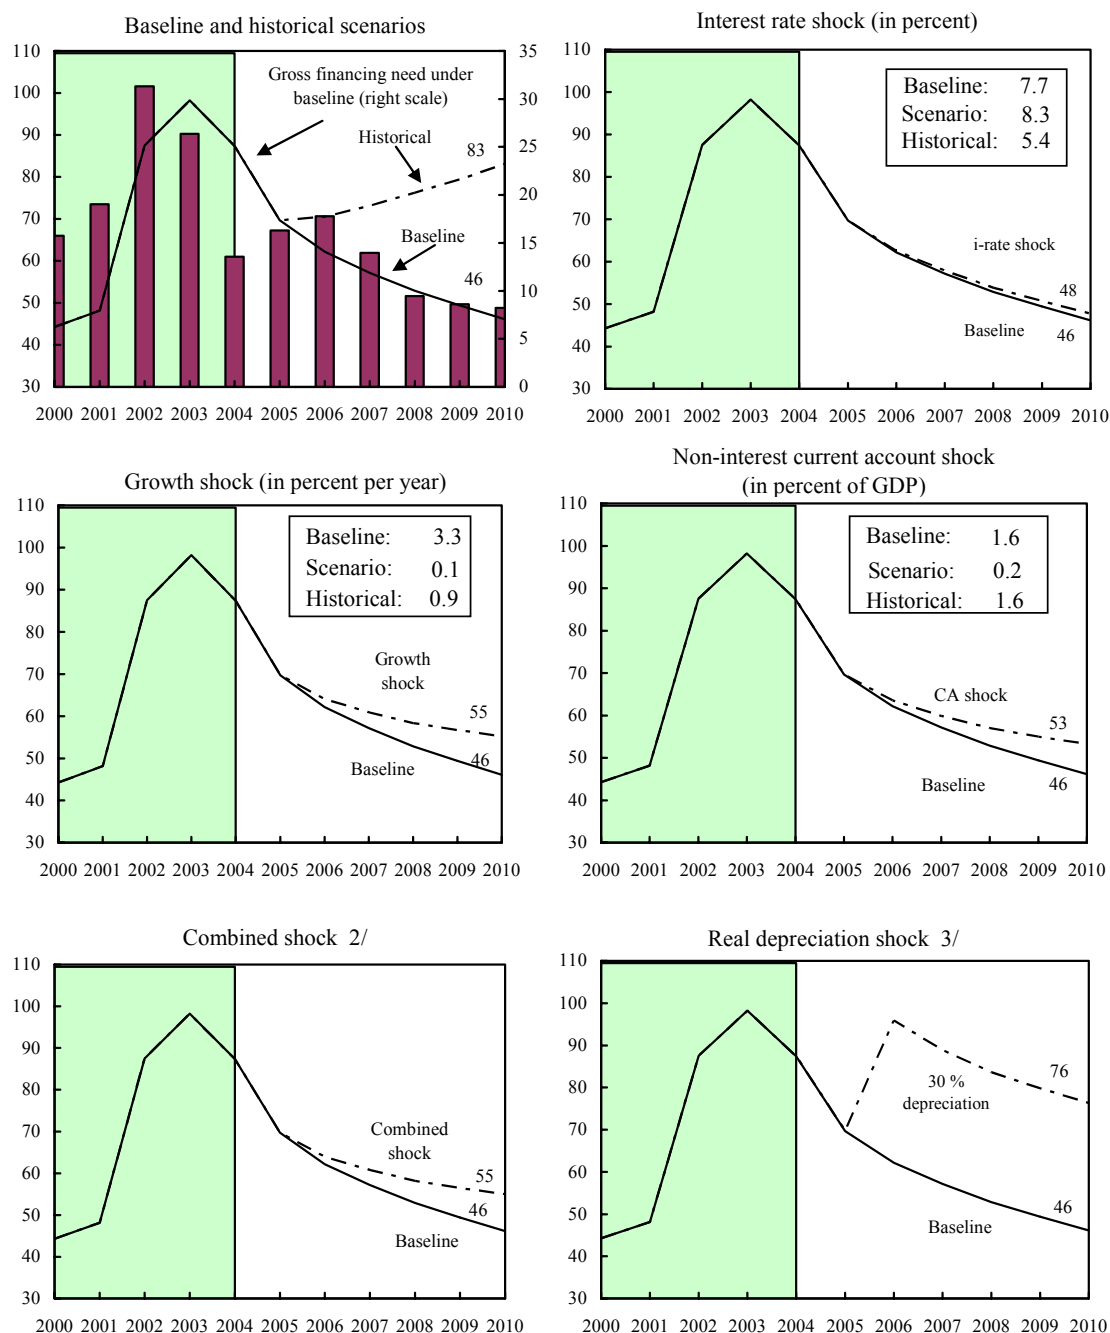 Baseline and historical scenarios
110
100
90
80
70
60
50
40
30
35
30
25
20
15
10
5
0
Gross financing need under
baseline (right scale)
Historical
83
Baseline
46
2000 2001 2002 2003 2004 2005 2006 2007 2008 2009 2010
Interest rate shock (in percent)
110
100
90
80
70
60
50
40
30
Baseline: 7.7
Scenario: 8.3
Historical: 5.4
i-rate shock
48
Baseline
46
2000 2001 2002 2003 2004 2005 2006 2007 2008 2009 2010
Growth shock (in percent per year)
110
100
90
80
70
60
50
40
30
Baseline: 3.3
Scenario: 0.1
Historical: 0.9
Growth
shock
55
46
Baseline
2000 2001 2002 2003 2004 2005 2006 2007 2008 2009 2010
Non-interest current account shock
(in percent of GDP)
110
100
90
80
70
60
50
40
30
Baseline: 1.6
Scenario: 0.2
Historical: 1.6
CA shock
53
Baseline
46
2000 2001 2002 2003 2004 2005 2006 2007 2008 2009 2010
Combined shock 2/
110
100
90
80
70
60
50
40
30
Combined
shock
55
46
Baseline
2000 2001 2002 2003 2004 2005 2006 2007 2008 2009 2010
Real depreciation shock 3/
110
100
90
80
70
60
50
40
30
76
30 %
depreciation
46
Baseline
2000 2001 2002 2003 2004 2005 2006 2007 2008 2009 2010